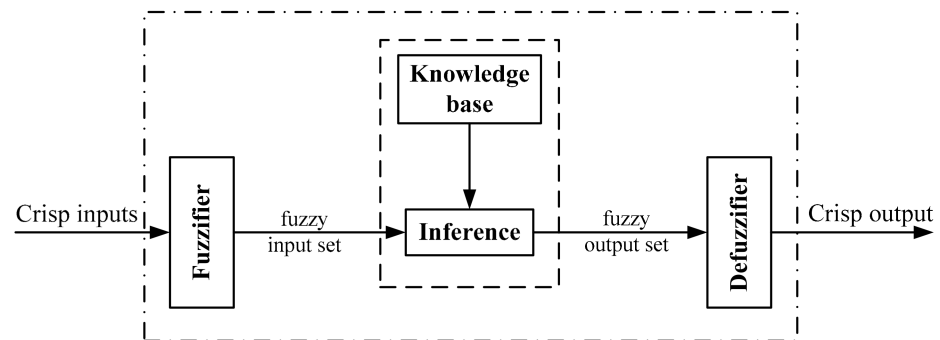 Knowledge
base
Crisp inputs
Fuzzifier
fuzzy
input set
Inference
fuzzy
output set
Defuzzifier
Crisp output